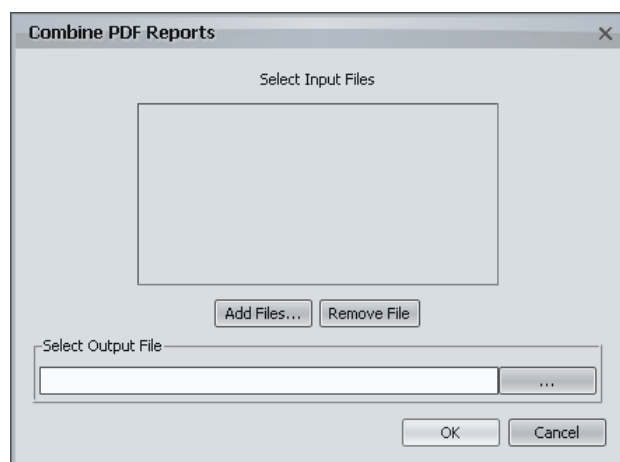 Combine PDF Reports
Select Input Files
Add Files... Remove File
Select Output File
...
OK Cancel